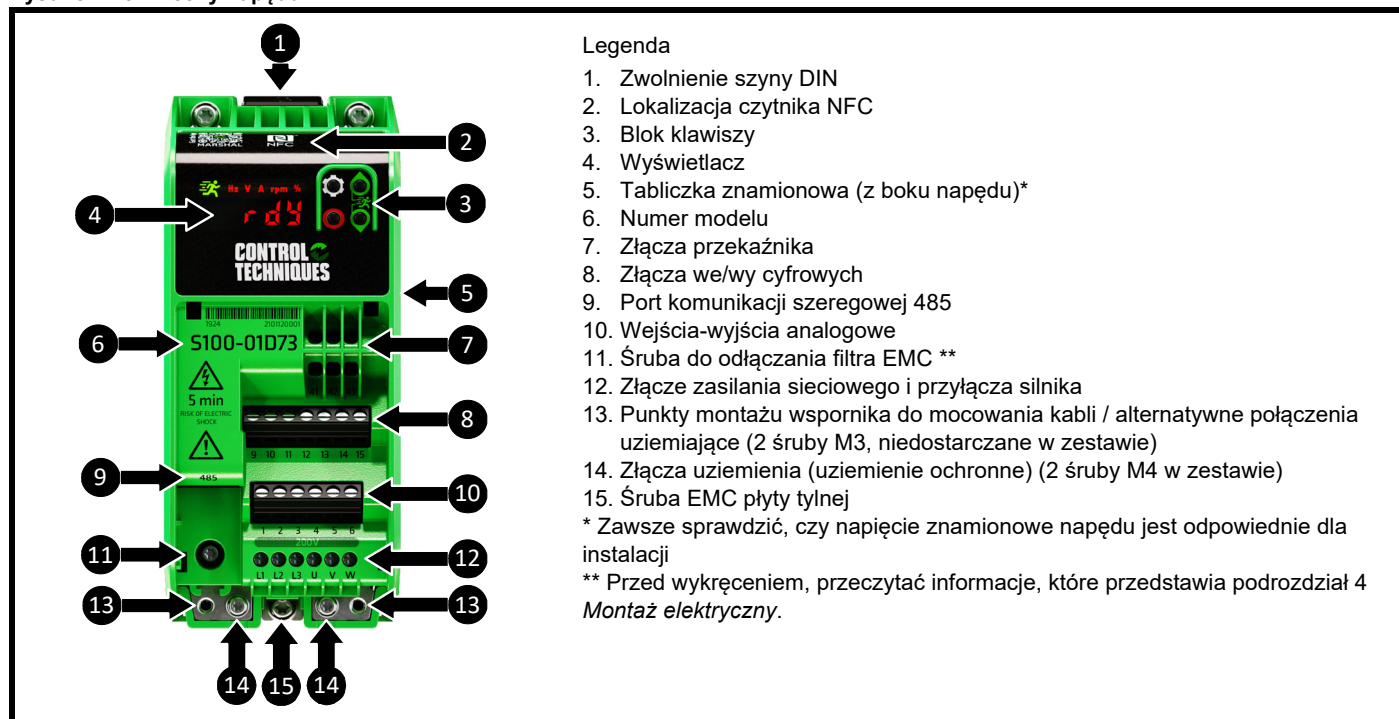 1
2
MARSHAL
NFC
Hz V A rpm %
rdy
3
4
CONTROL
TECHNIQUES
5
1924 2101120001
S100-01D73
6
7
41
5 min
RISK OF ELECTRIC
SHOCK
8
9 10 11 12 13 14 15
9
485
10
1 2 3 4 5 6
200V
11
12
L1 L2 L3 U V W
13
13
14
15
14
Legenda
1. Zwolnienie szyny DIN
2. Lokalizacja czytnika NFC
3. Blok klawiszy
4. Wyświetlacz
5. Tabliczka znamionowa (z boku napędu)*
6. Numer modelu
7. Złącza przekaźnika
8. Złącza we/wy cyfrowych
9. Port komunikacji szeregowej 485
10. Wejścia-wyjścia analogowe
11. Śruba do odłączania filtra EMC **
12. Złącze zasilania sieciowego i przyłącza silnika
13. Punkty montażu wspornika do mocowania kabli / alternatywne połączenia
uziemiające (2 śruby M3, niedostarczane w zestawie)
14. Złącza uziemienia (uziemienie ochronne) (2 śruby M4 w zestawie)
15. Śruba EMC płyty tylnej
* Zawsze sprawdzić, czy napięcie znamionowe napędu jest odpowiednie dla
instalacji
** Przed wykręceniem, przeczytać informacje, które przedstawia podrozdział 4
Montaż elektryczny.